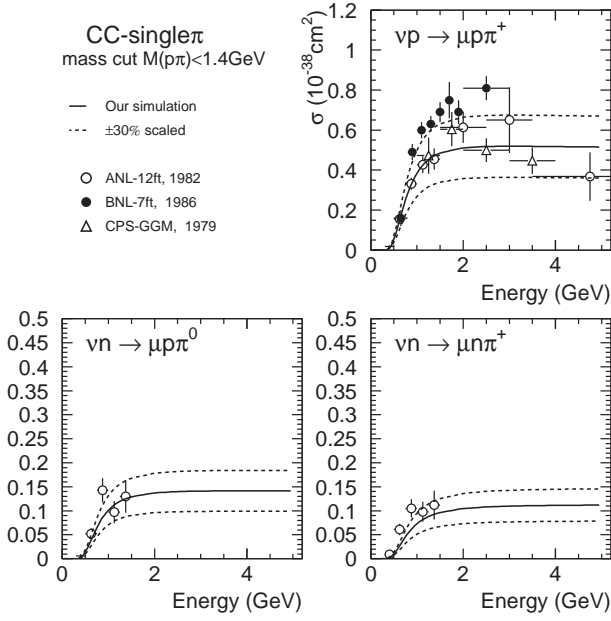 CC-singleπ
mass cut M(pπ)<1.4GeV
Our simulation
±30% scaled
ANL-12ft, 1982
BNL-7ft, 1986
CPS-GGM, 1979
σ (10⁻³⁸cm²)
1.2
1
0.8
0.6
0.4
0.2
0
νp → μpπ⁺
0 2 4
Energy (GeV)
0.5
0.45
0.4
0.35
0.3
0.25
0.2
0.15
0.1
0.05
0
νn → μpπ⁰
0 2 4
Energy (GeV)
0.5
0.45
0.4
0.35
0.3
0.25
0.2
0.15
0.1
0.05
0
νn → μnπ⁺
0 2 4
Energy (GeV)